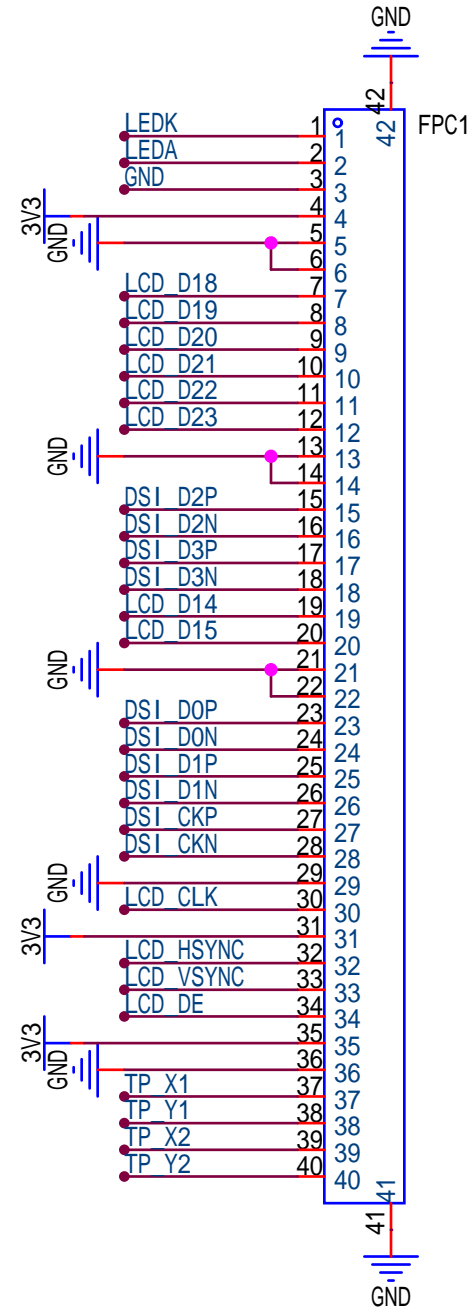 GND
42
42
FPC1
LEDK 1 1
LEDA 2 2
GND 3 3
3V3 4 4
GND 5 5
6 6
LCD_D18 7 7
LCD_D19 8 8
LCD_D20 9 9
LCD_D21 10 10
LCD_D22 11 11
LCD_D23 12 12
GND 13 13
14 14
DSI_D2P 15 15
DSI_D2N 16 16
DSI_D3P 17 17
DSI_D3N 18 18
LCD_D14 19 19
LCD_D15 20 20
GND 21 21
22 22
DSI_D0P 23 23
DSI_D0N 24 24
DSI_D1P 25 25
DSI_D1N 26 26
DSI_CKP 27 27
DSI_CKN 28 28
GND 29 29
LCD_CLK 30 30
3V3 31 31
LCD_HSYNC 32 32
LCD_VSYNC 33 33
LCD_DE 34 34
3V3 35 35
GND 36 36
TP_X1 37 37
TP_Y1 38 38
TP_X2 39 39
TP_Y2 40 40
41
41
GND